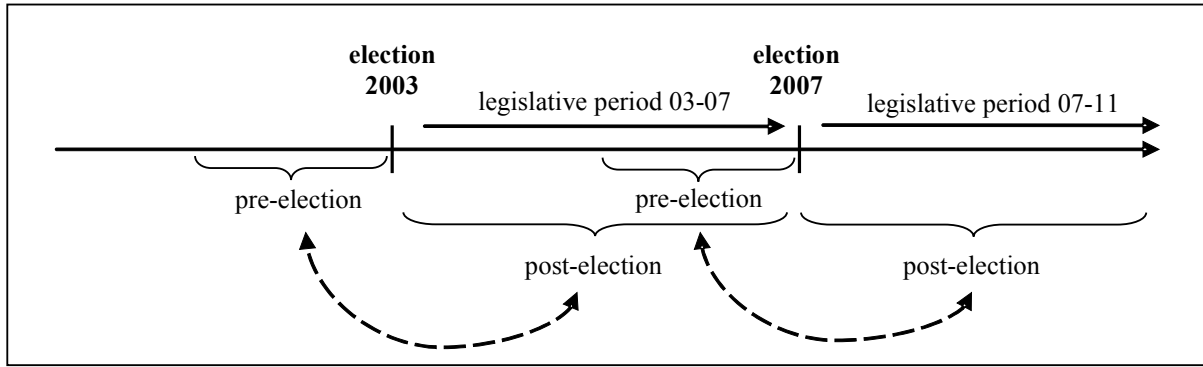 election
2003
election
2007
legislative period 03-07
legislative period 07-11
pre-election
pre-election
post-election
post-election